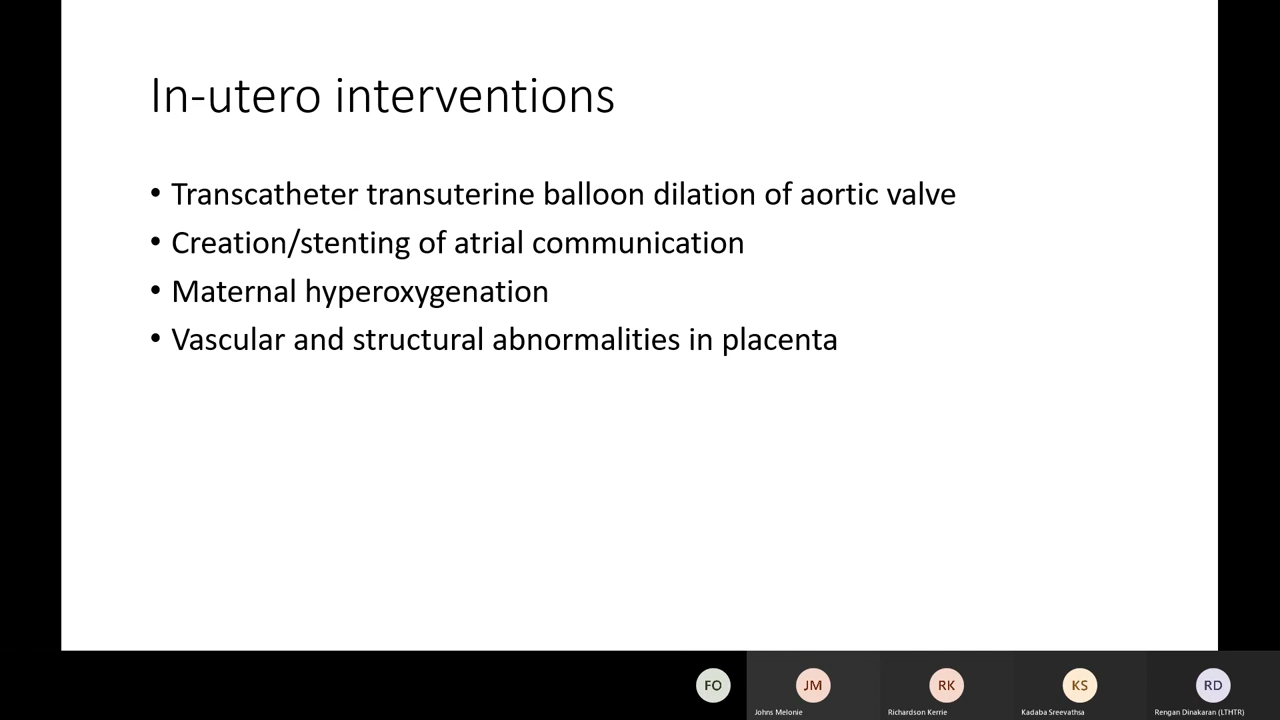 In-utero interventions
• Transcatheter transuterine balloon dilation of aortic valve
• Creation/stenting of atrial communication
• Maternal hyperoxygenation
• Vascular and structural abnormalities in placenta
FO JM RK KS RD
Johns Melonie Richardson Kerrie Kadaba Sreevathsa Rengan Dinakaran (LTHTR)